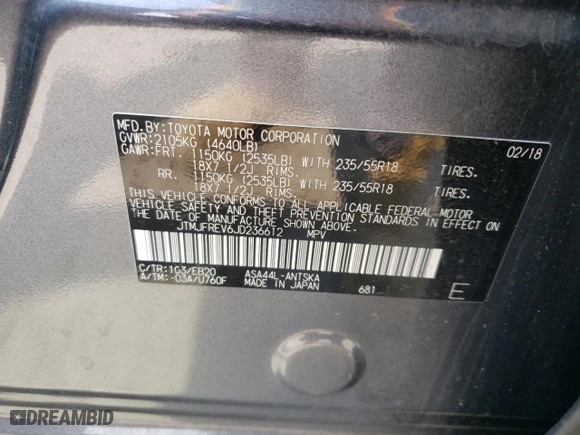 MFD.BY:TOYOTA MOTOR CORPORATION 02/18
GVWR:2105KG (4640LB)
GAWR:FRT. 1150KG (2535LB) WITH 235/55R18 TIRES.
18X7 1/2J RIMS.
RR. 1150KG (2535LB) WITH 235/55R18 TIRES.
18X7 1/2J RIMS.
THIS VEHICLE CONFORMS TO ALL APPLICABLE FEDERAL MOTOR
VEHICLE SAFETY AND THEFT PREVENTION STANDARDS IN EFFECT
ON THE DATE OF MANUFACTURE SHOWN ABOVE.
JTMJFREV6JD236612 MPV
C/TR:1G3/EB20 ASA44L-ANTSKA
A/TM:-03A/U760F MADE IN JAPAN 681 E
DREAMBID